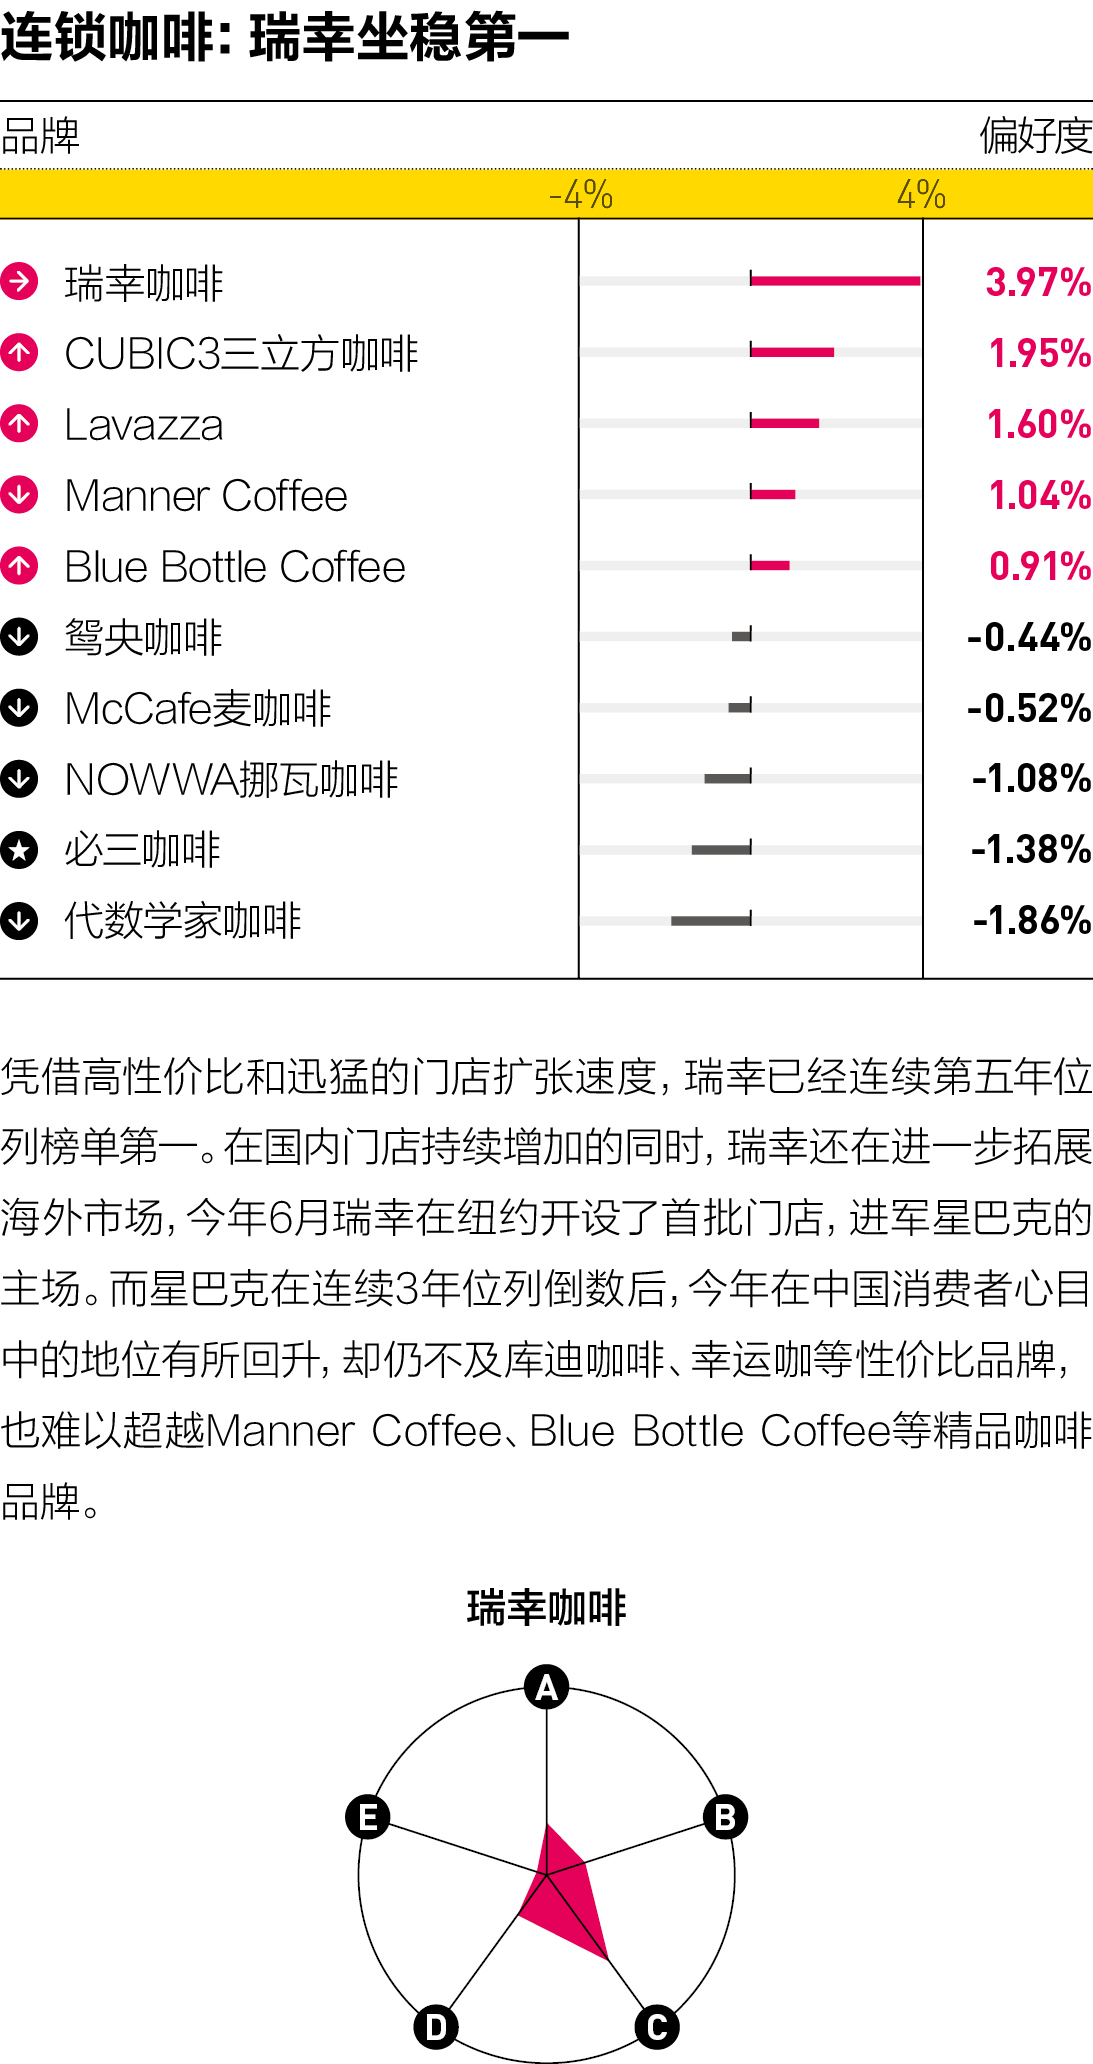 连锁咖啡：瑞幸坐稳第一
品牌 偏好度
-4% 4%
瑞幸咖啡 3.97%
CUBIC3三立方咖啡 1.95%
Lavazza 1.60%
Manner Coffee 1.04%
Blue Bottle Coffee 0.91%
鸳央咖啡 -0.44%
McCafe麦咖啡 -0.52%
NOWWA挪瓦咖啡 -1.08%
必三咖啡 -1.38%
代数学家咖啡 -1.86%
凭借高性价比和迅猛的门店扩张速度，瑞幸已经连续第五年位
列榜单第一。在国内门店持续增加的同时，瑞幸还在进一步拓展
海外市场，今年6月瑞幸在纽约开设了首批门店，进军星巴克的
主场。而星巴克在连续3年位列倒数后，今年在中国消费者心目
中的地位有所回升，却仍不及库迪咖啡、幸运咖等性价比品牌，
也难以超越Manner Coffee、Blue Bottle Coffee等精品咖啡
品牌。
瑞幸咖啡
A
E B
D C